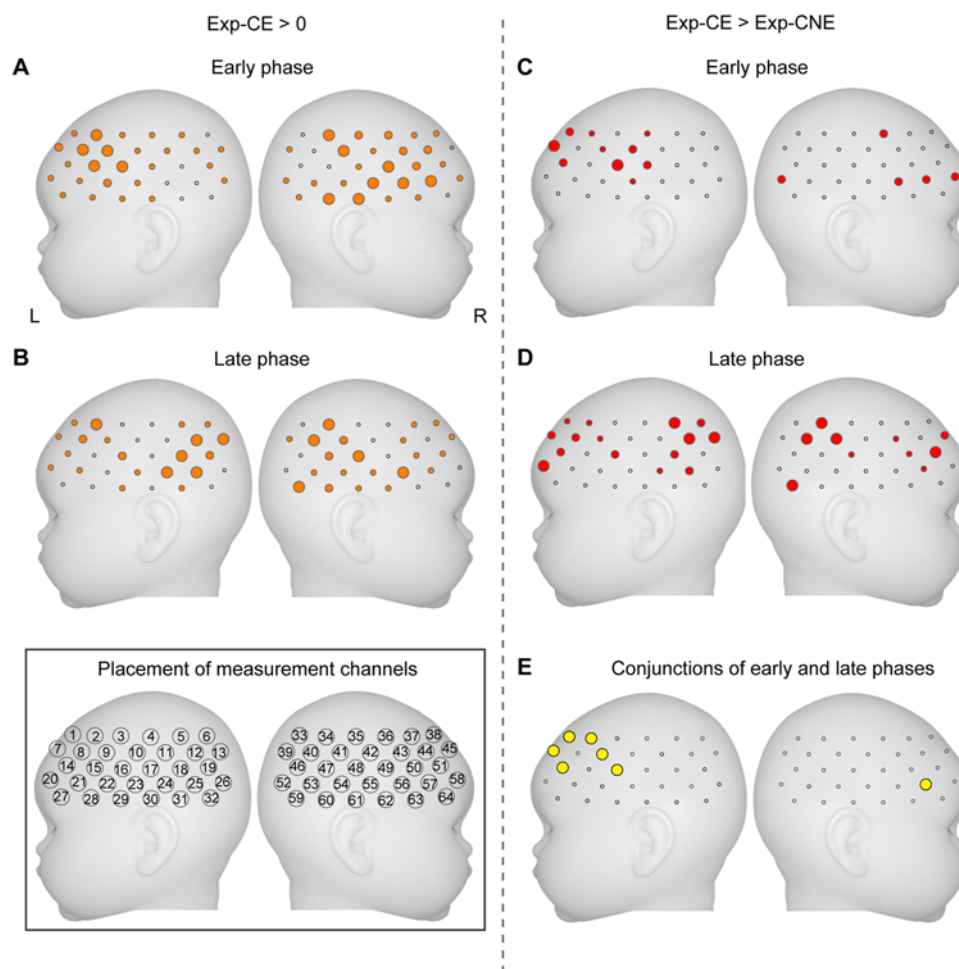 Exp-CE > 0
Exp-CE > Exp-CNE
A
Early phase
C
Early phase
L
R
B
Late phase
D
Late phase
Placement of measurement channels
E
Conjunctions of early and late phases
1 2 3 4 5 6
33 34 35 36 37 38
7 8 9 10 11 12 13
39 40 41 42 43 44 45
14 15 16 17 18 19
46 47 48 49 50 51
20 21 22 23 24 25 26
52 53 54 55 56 57 58
27 28 29 30 31 32
59 60 61 62 63 64